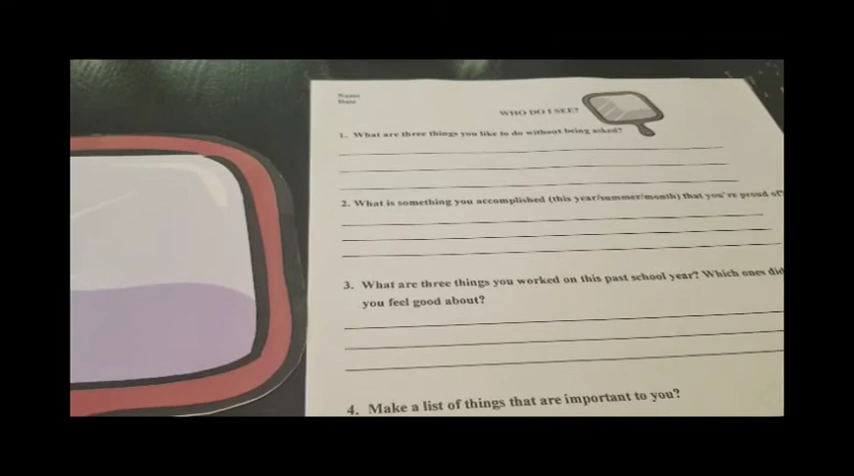 Name
Date
WHO DO I SEE?
1. What are three things you like to do without being asked?
2. What is something you accomplished (this year/summer/month) that you're proud of?
3. What are three things you worked on this past school year? Which ones did
you feel good about?
4. Make a list of things that are important to you?